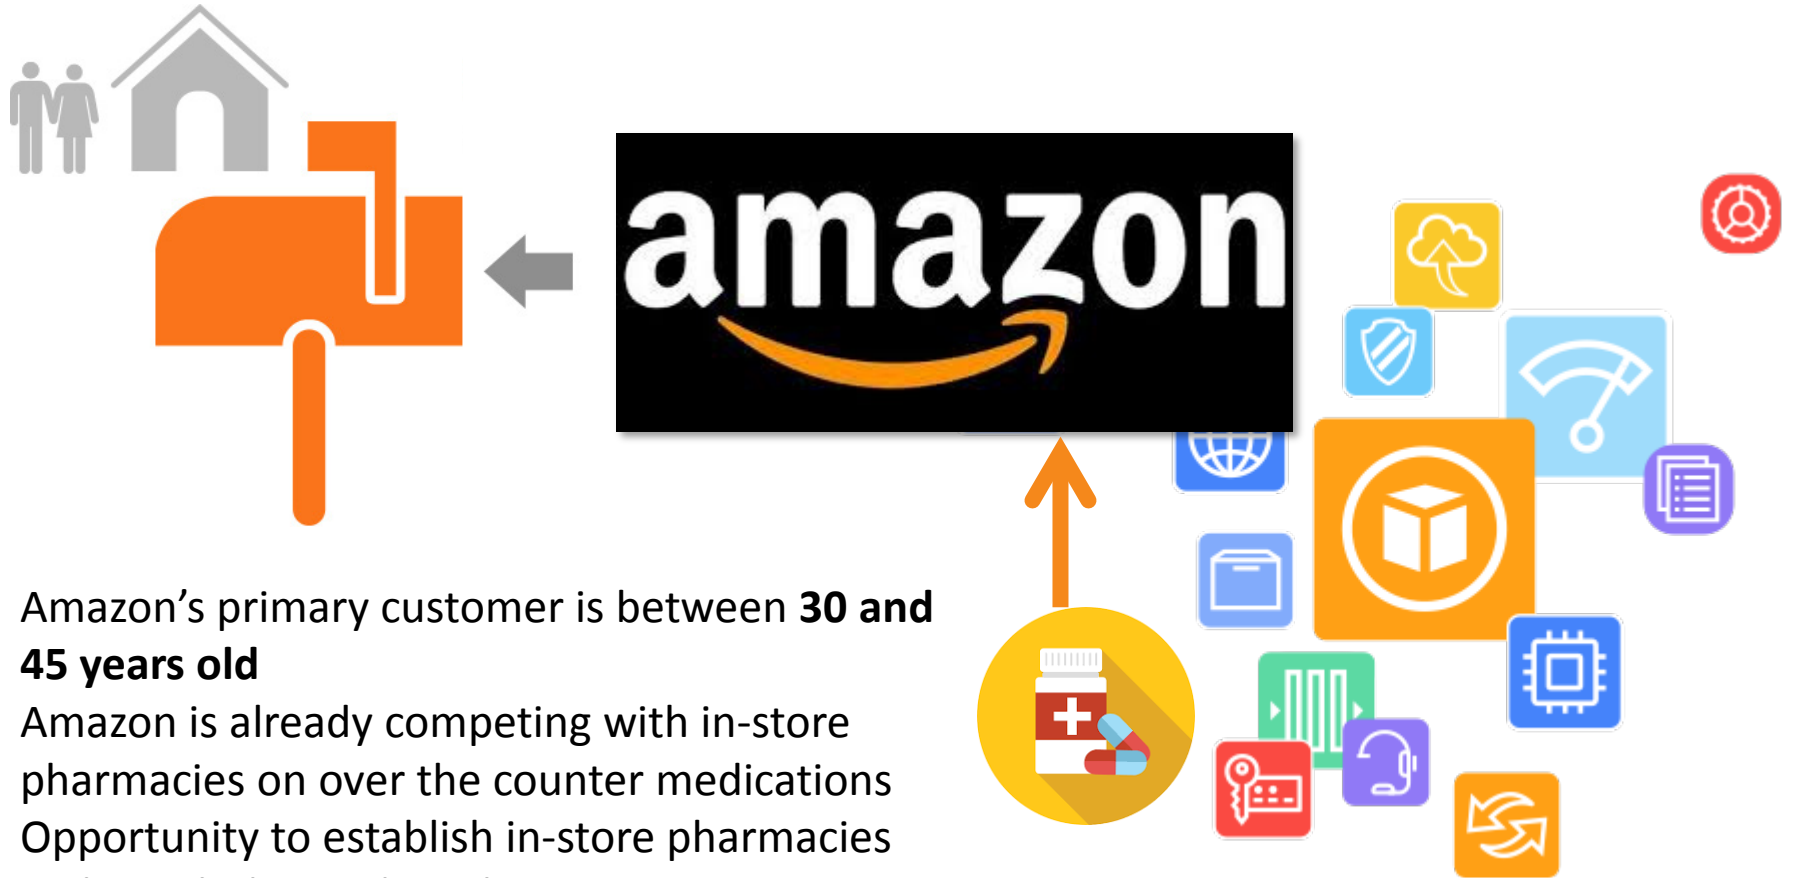 amazon
Amazon’s primary customer is between 30 and
45 years old
Amazon is already competing with in-store
pharmacies on over the counter medications
Opportunity to establish in-store pharmacies